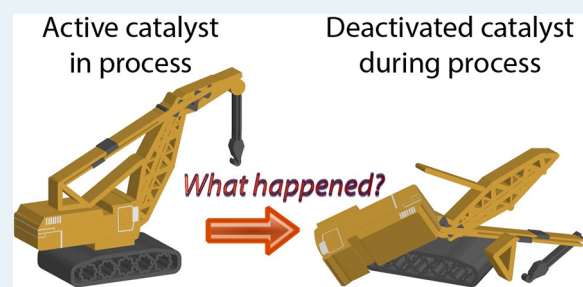 Active catalyst
in process
Deactivated catalyst
during process
What happened?